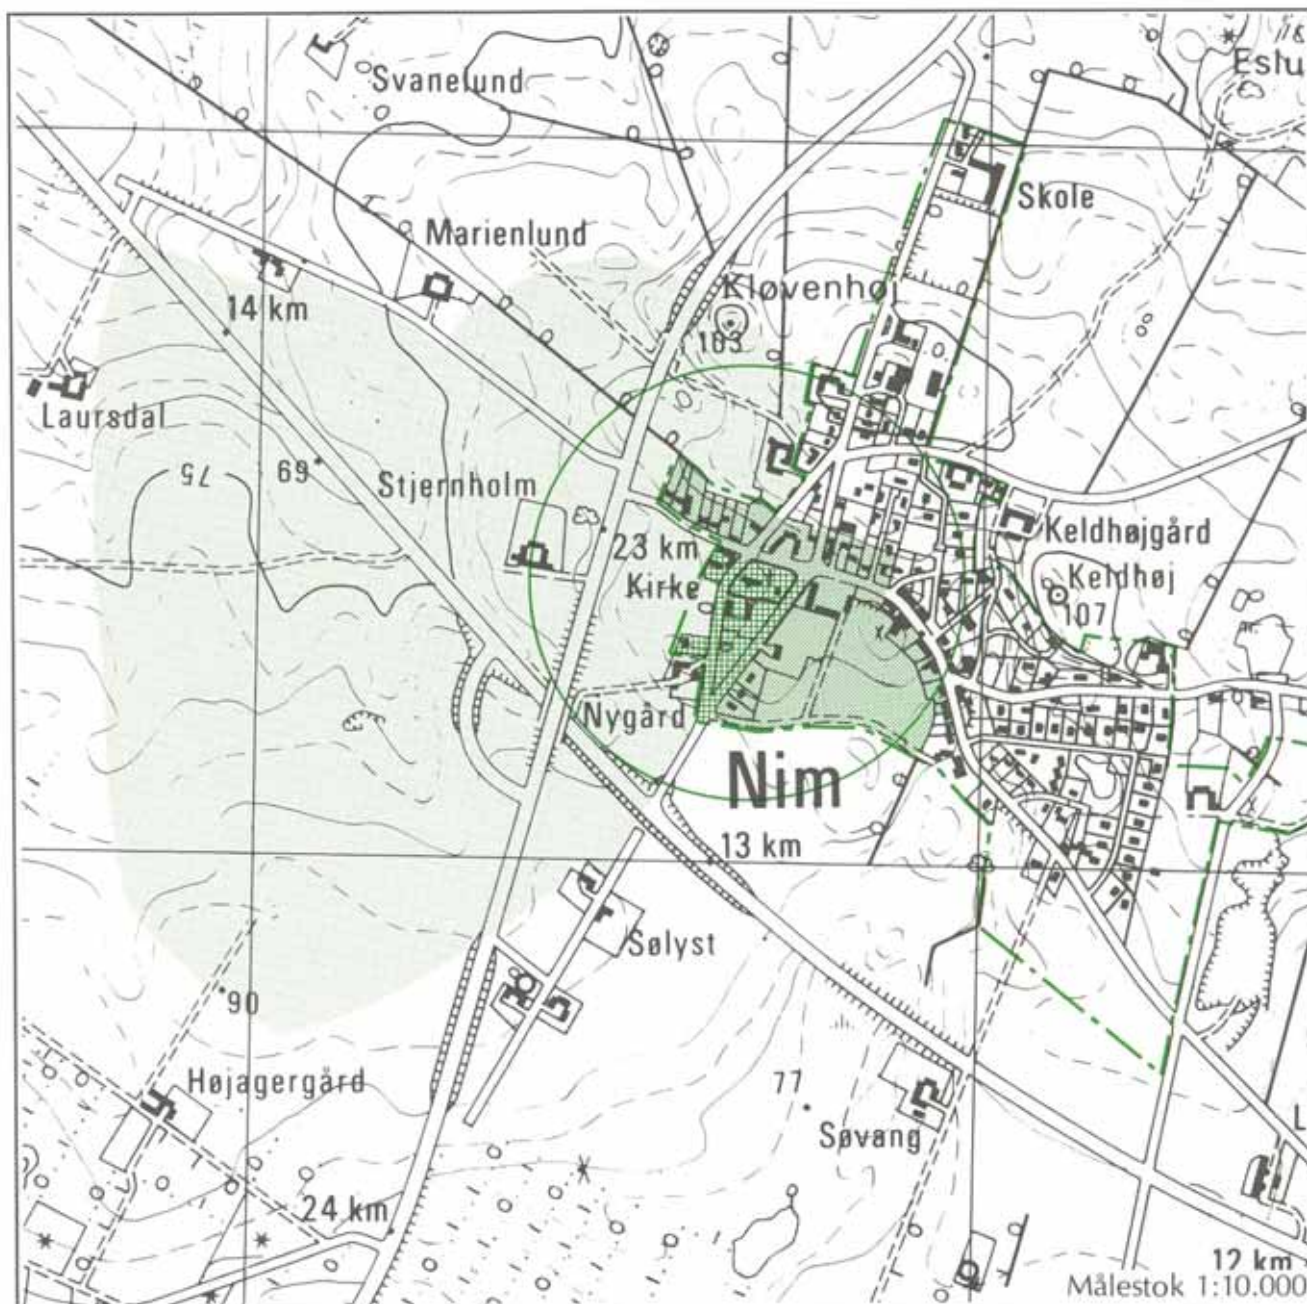 Svanelund
Skole
Marienlund
Kløvenhøj
103
14 km
Laursdal
75
69
Stjernholm
23 km
Kirke
Keldhøjgård
Keldhøj
107
Nygård
Nim
13 km
Sølyst
90
Højagergård
77
Søvang
24 km
12 km
Målestok 1:10.000